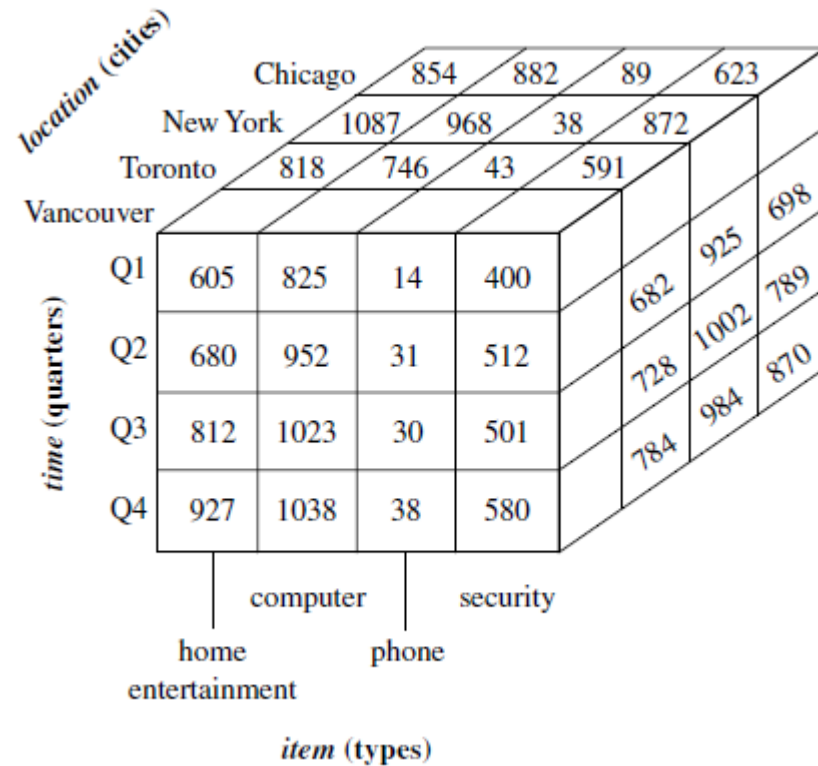 location (cities)
Chicago 854 882 89 623
New York 1087 968 38 872
Toronto 818 746 43 591
Vancouver
time (quarters)
Q1 605 825 14 400
Q2 680 952 31 512
Q3 812 1023 30 501
Q4 927 1038 38 580
682 925 698
728 1002 789
784 984 870
computer security
home phone
entertainment
item (types)